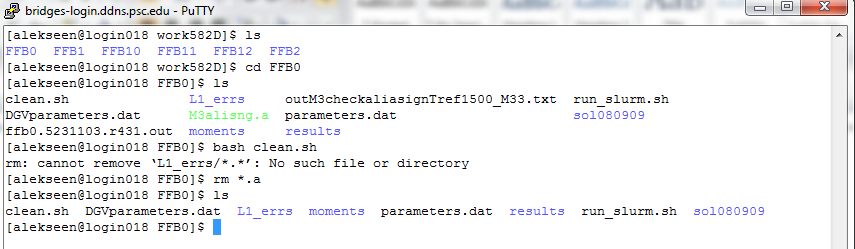 bridges-login.ddns.psc.edu - PuTTY
[alekseen@login018 work582D]$ ls
FFB0 FFB1 FFB10 FFB11 FFB12 FFB2
[alekseen@login018 work582D]$ cd FFB0
[alekseen@login018 FFB0]$ ls
clean.sh L1_errs outM3checkaliasignTref1500_M33.txt run_slurm.sh
DGVparameters.dat M3alisng.a parameters.dat sol080909
ffb0.5231103.r431.out moments results
[alekseen@login018 FFB0]$ bash clean.sh
rm: cannot remove ‘L1_errs/*.*’: No such file or directory
[alekseen@login018 FFB0]$ rm *.a
[alekseen@login018 FFB0]$ ls
clean.sh DGVparameters.dat L1_errs moments parameters.dat results run_slurm.sh sol080909
[alekseen@login018 FFB0]$